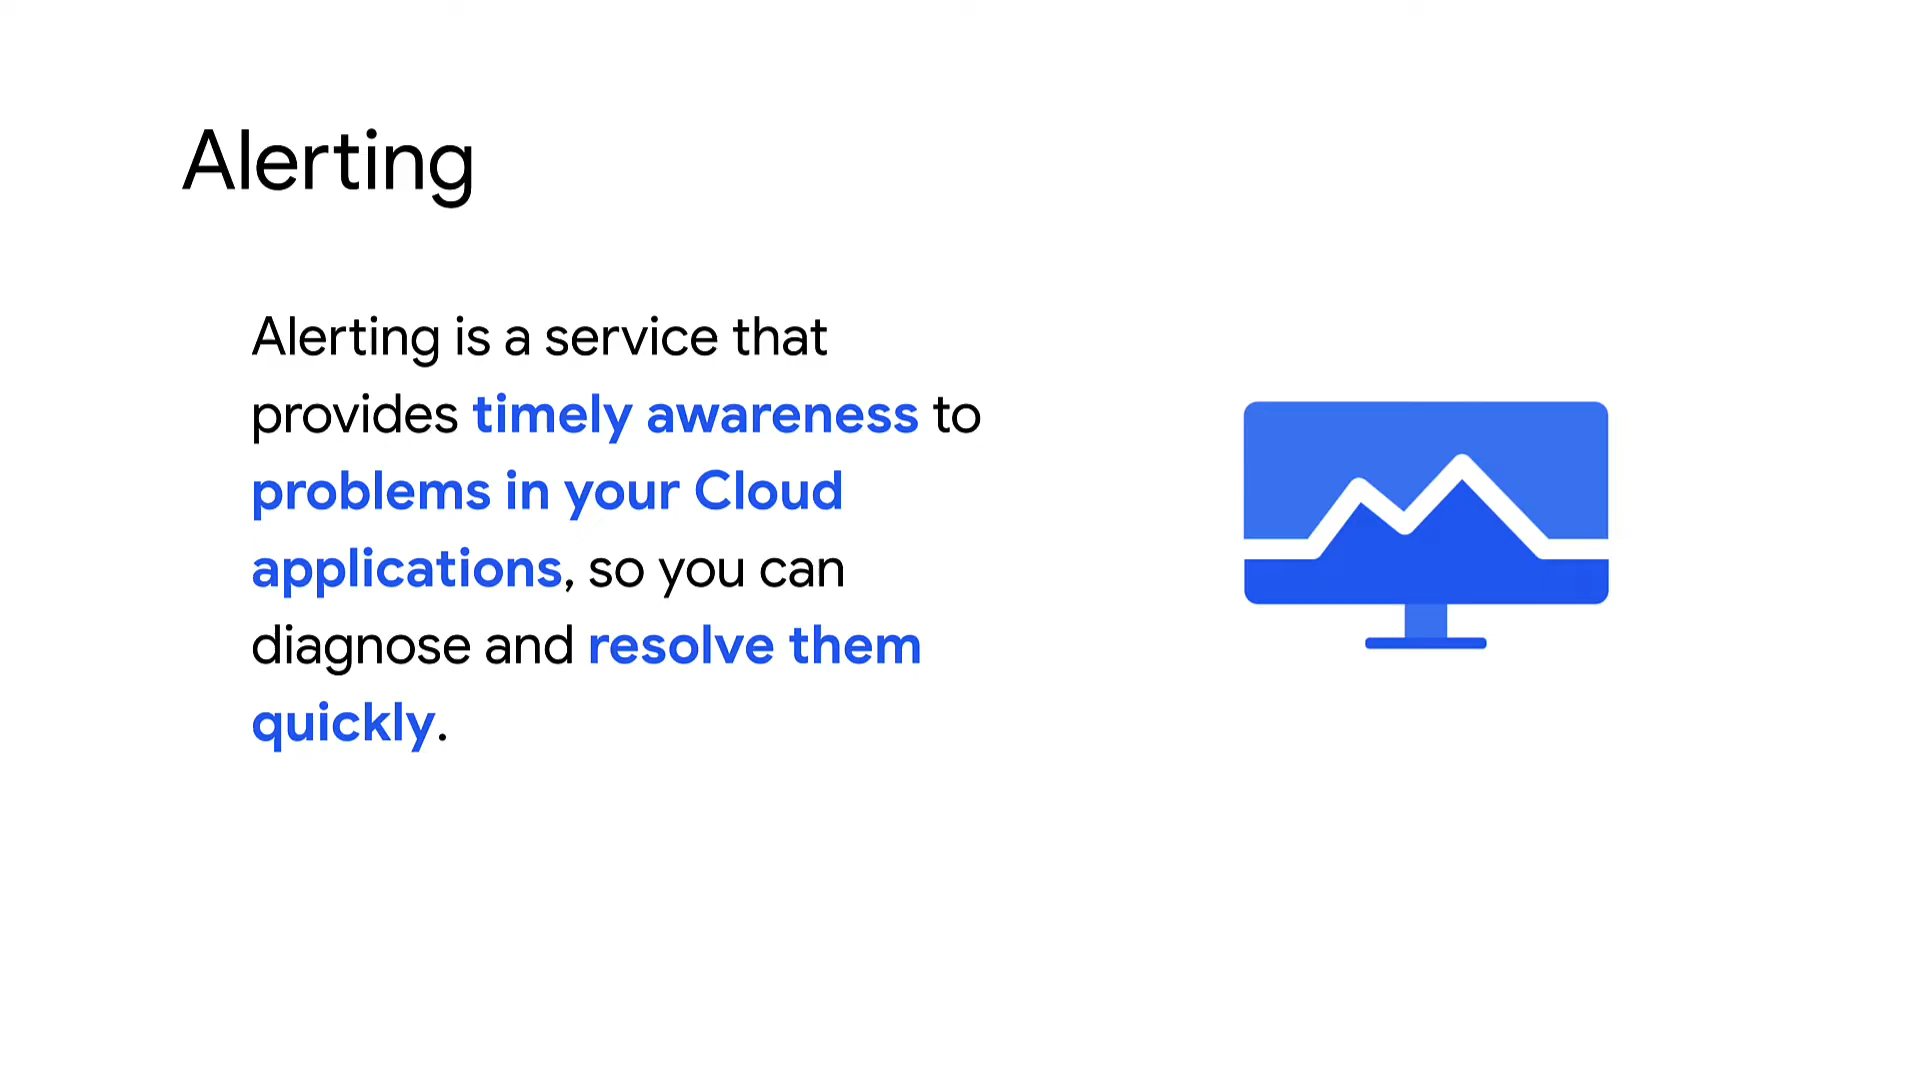 Alerting
Alerting is a service that
provides timely awareness to
problems in your Cloud
applications, so you can
diagnose and resolve them
quickly.